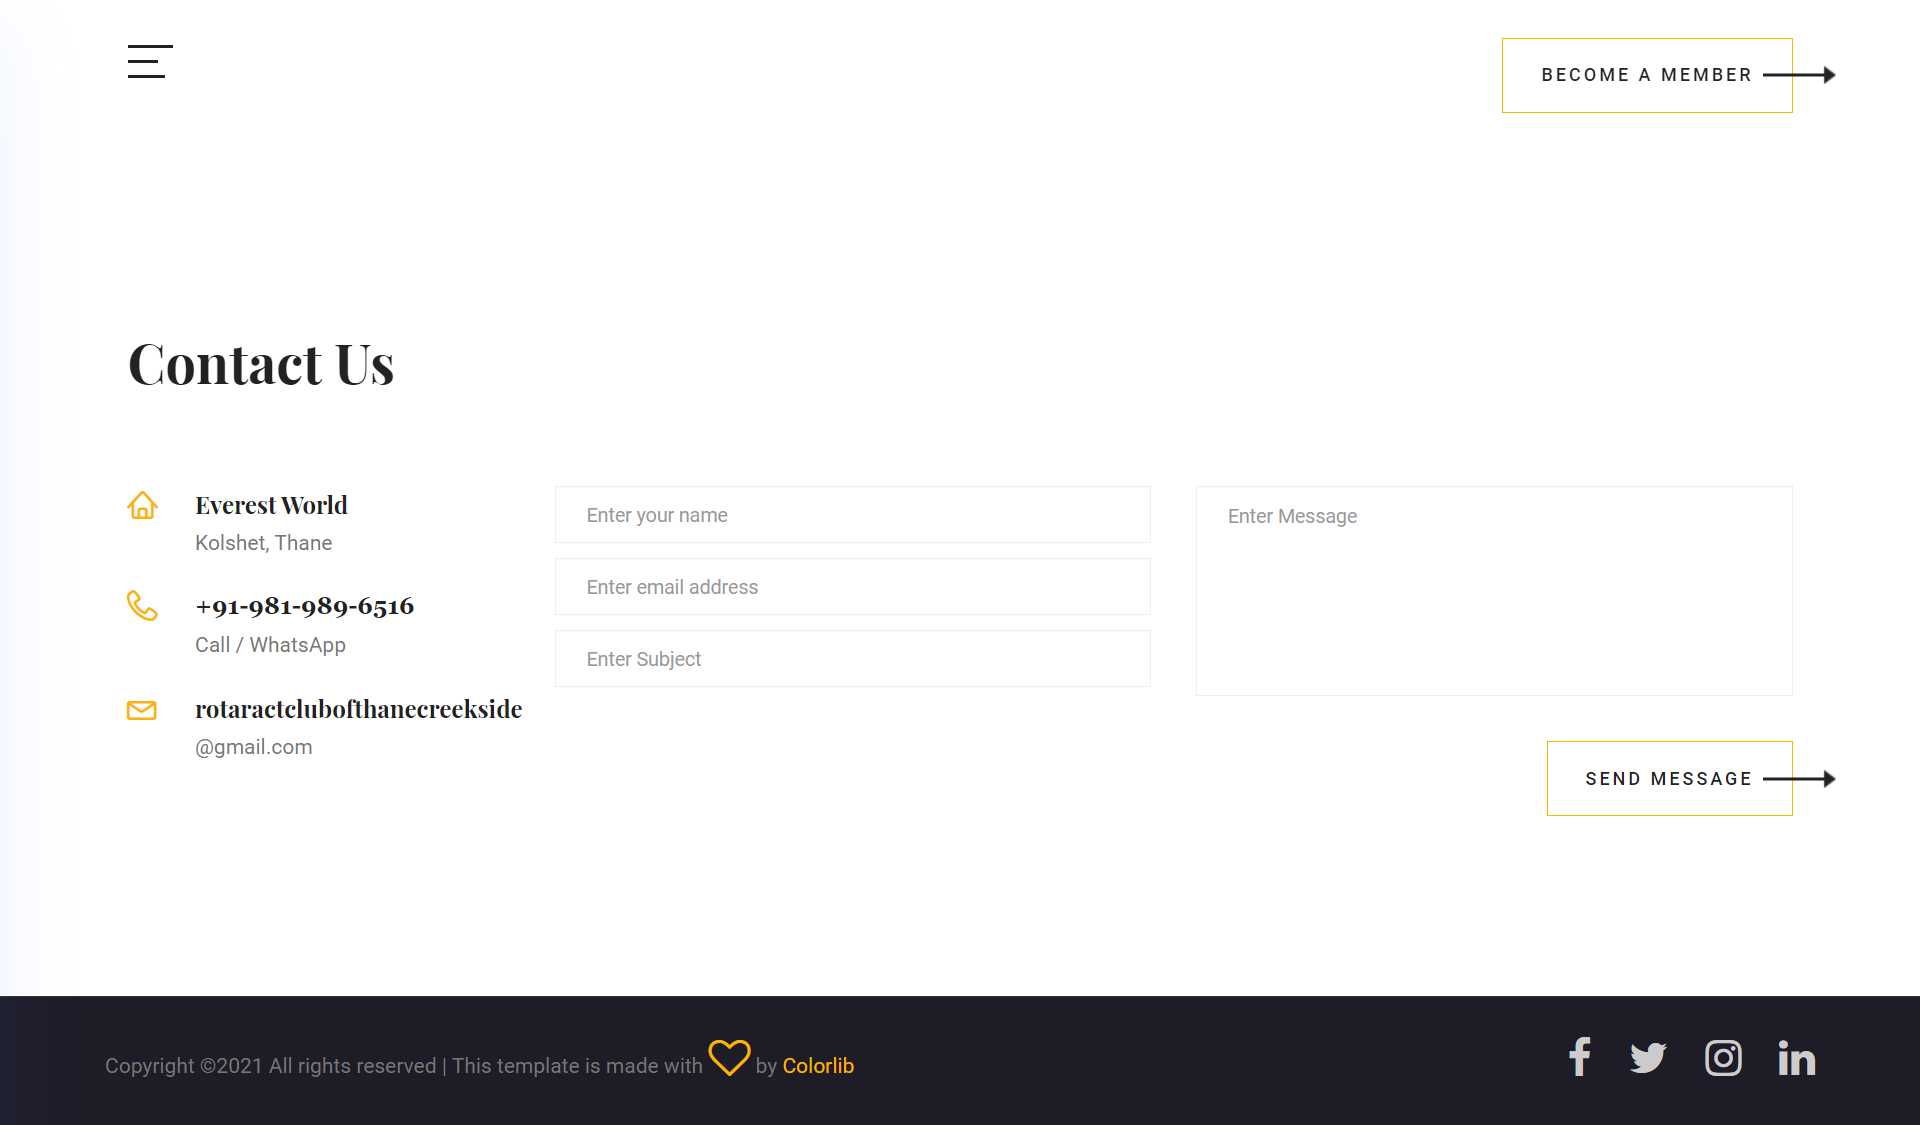 BECOME A MEMBER
Contact Us
Everest World
Kolshet, Thane
+91-981-989-6516
Call / WhatsApp
rotaractclubofthanecreekside
@gmail.com
Enter your name
Enter email address
Enter Subject
Enter Message
SEND MESSAGE
Copyright ©2021 All rights reserved | This template is made with by Colorlib